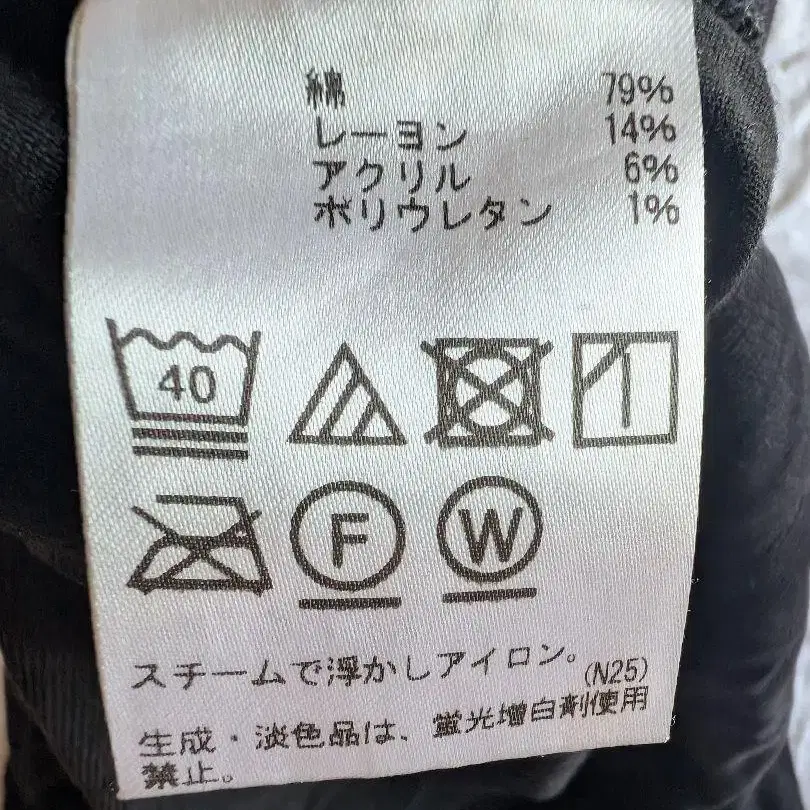 綿 79%
レーヨン 14%
アクリル 6%
ポリウレタン 1%
40
F W
スチームで浮かしアイロン。
(N25)
生成・淡色品は、蛍光増白剤使用
禁止。